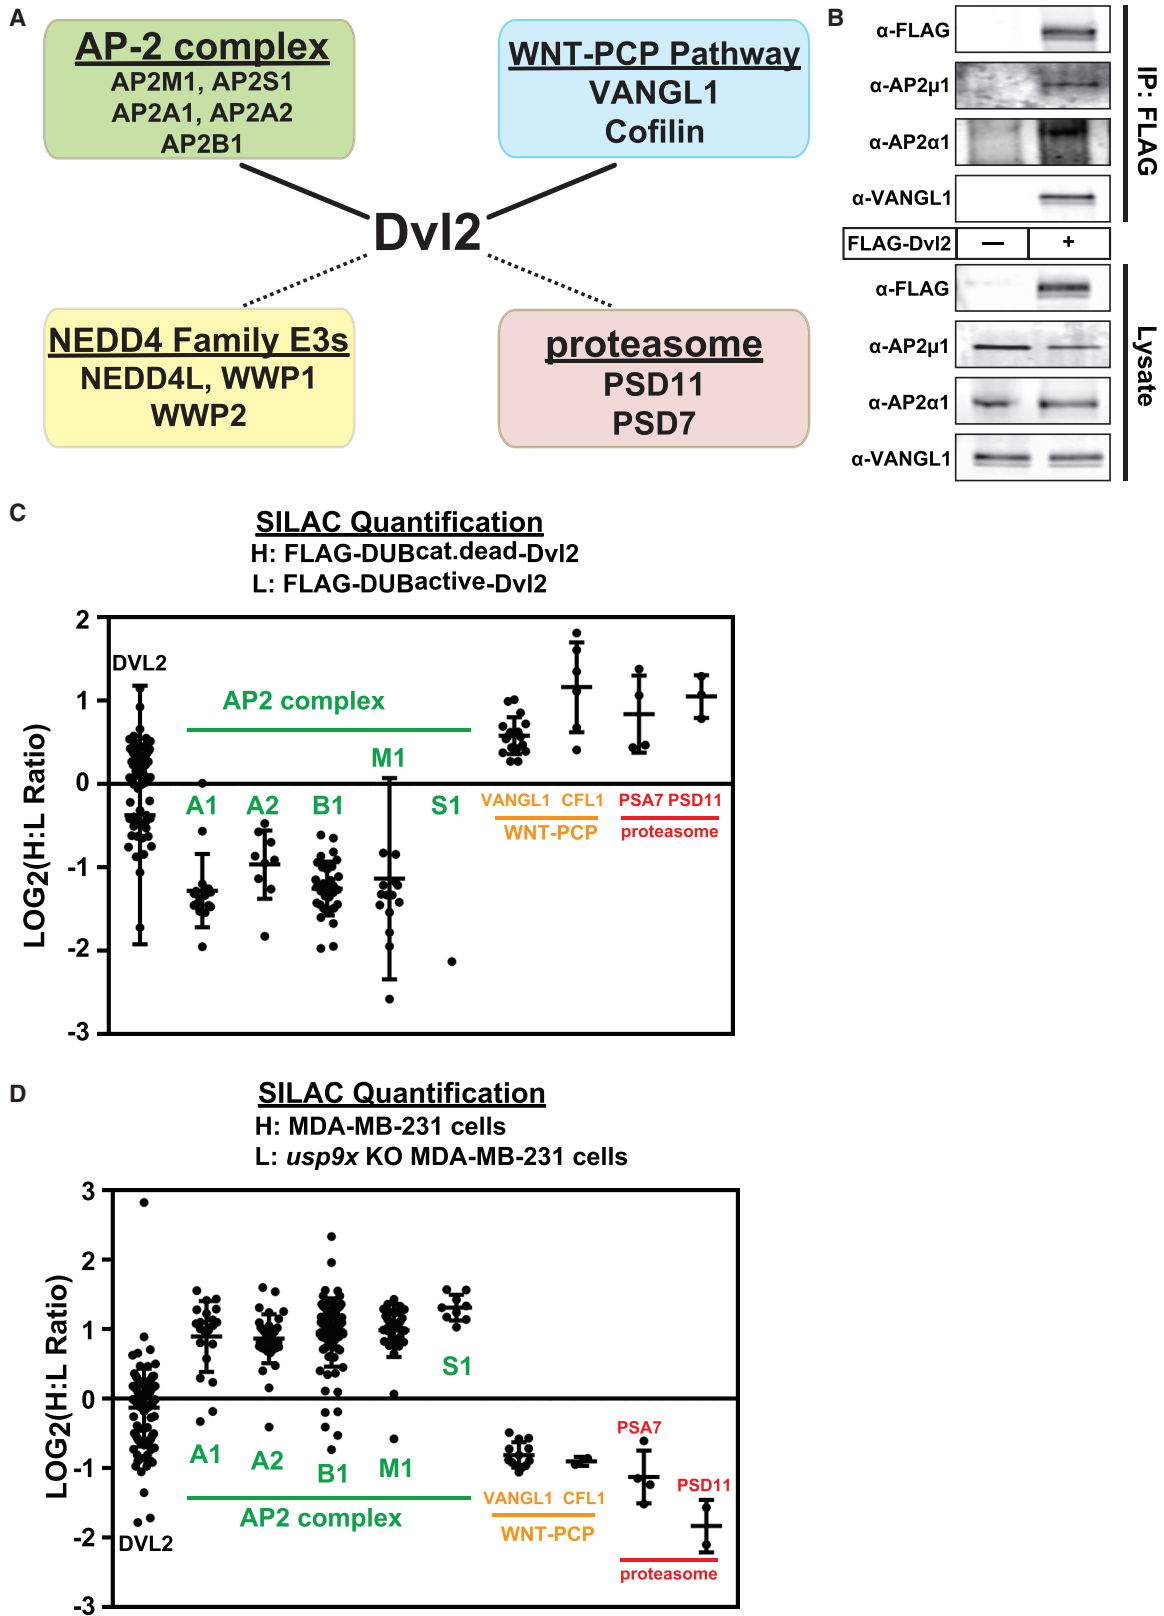 A
AP-2 complex
AP2M1, AP2S1
AP2A1, AP2A2
AP2B1
WNT-PCP Pathway
VANGL1
Cofilin
Dvl2
NEDD4 Family E3s
NEDD4L, WWP1
WWP2
proteasome
PSD11
PSD7
B
α-FLAG
α-AP2μ1
α-AP2α1
α-VANGL1
IP: FLAG
FLAG-Dvl2 — +
α-FLAG
α-AP2μ1
α-AP2α1
α-VANGL1
Lysate
C
SILAC Quantification
H: FLAG-DUBcat.dead-Dvl2
L: FLAG-DUBactive-Dvl2
LOG2(H:L Ratio)
2
1
0
-1
-2
-3
DVL2
AP2 complex
A1 A2 B1 M1 S1
VANGL1 CFL1
WNT-PCP
PSA7 PSD11
proteasome
D
SILAC Quantification
H: MDA-MB-231 cells
L: usp9x KO MDA-MB-231 cells
LOG2(H:L Ratio)
3
2
1
0
-1
-2
-3
DVL2
A1 A2 B1 M1 S1
AP2 complex
VANGL1 CFL1
WNT-PCP
PSA7
PSD11
proteasome